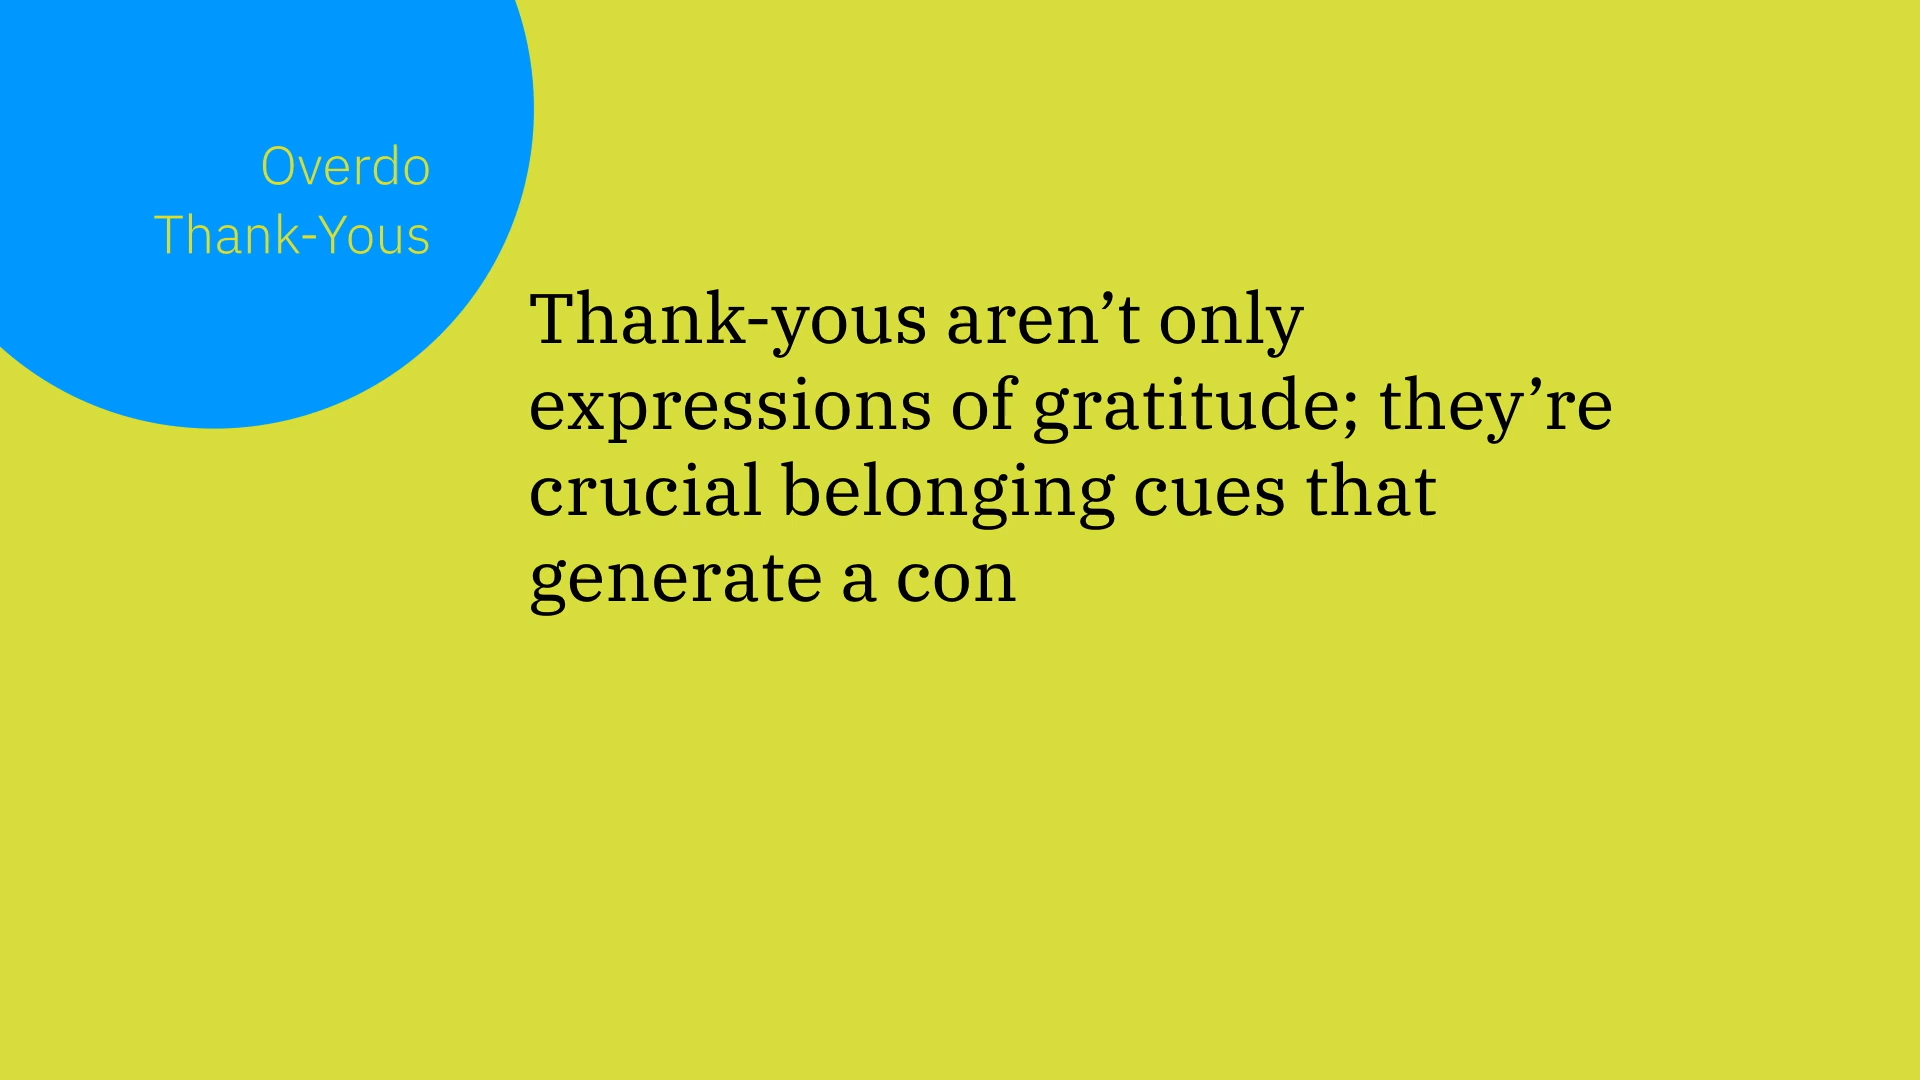 Overdo
Thank-Yous
Thank-yous aren’t only
expressions of gratitude; they’re
crucial belonging cues that
generate a con